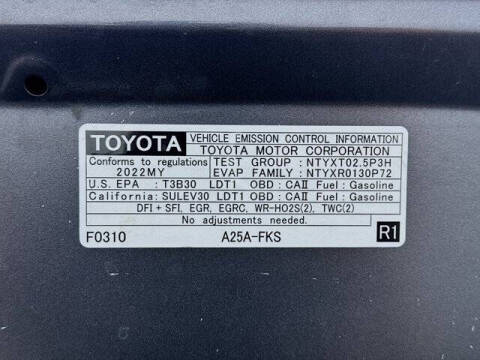 TOYOTA VEHICLE EMISSION CONTROL INFORMATION
TOYOTA MOTOR CORPORATION
Conforms to regulations TEST GROUP : NTYXT02.5P3H
2022MY EVAP FAMILY : NTYXR0130P72
U.S. EPA : T3B30 LDT1 OBD : CAII Fuel : Gasoline
California: SULEV30 LDT1 OBD : CAII Fuel : Gasoline
DFI + SFI, EGR, EGRC, WR-HO2S(2), TWC(2)
No adjustments needed.
F0310 A25A-FKS R1